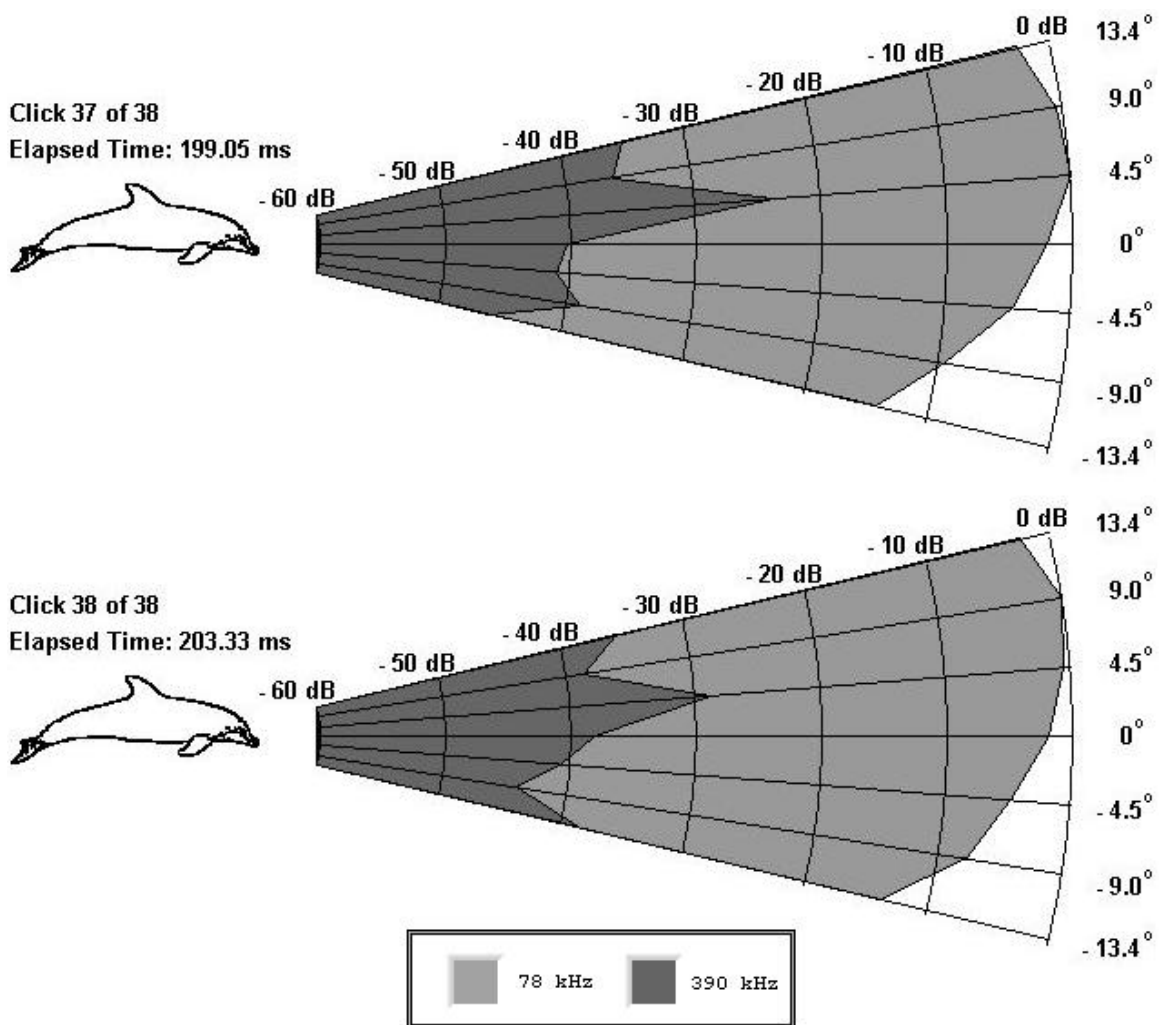 0 dB 13.4°
- 10 dB
- 20 dB 9.0°
Click 37 of 38
- 30 dB
Elapsed Time: 199.05 ms
- 40 dB 4.5°
- 50 dB
- 60 dB
0°
- 4.5°
- 9.0°
- 13.4°
0 dB 13.4°
- 10 dB
- 20 dB 9.0°
Click 38 of 38
- 30 dB
Elapsed Time: 203.33 ms
- 40 dB
- 50 dB 4.5°
- 60 dB
0°
- 4.5°
- 9.0°
- 13.4°
78 kHz 390 kHz